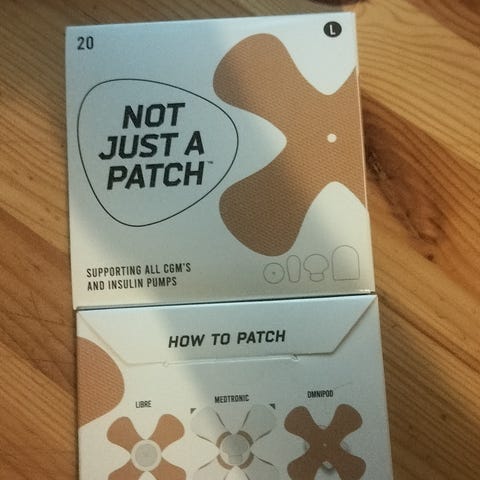 20
L
NOT
JUST A
PATCH™
SUPPORTING ALL CGM'S
AND INSULIN PUMPS
HOW TO PATCH
LIBRE
MEDTRONIC
OMNIPOD